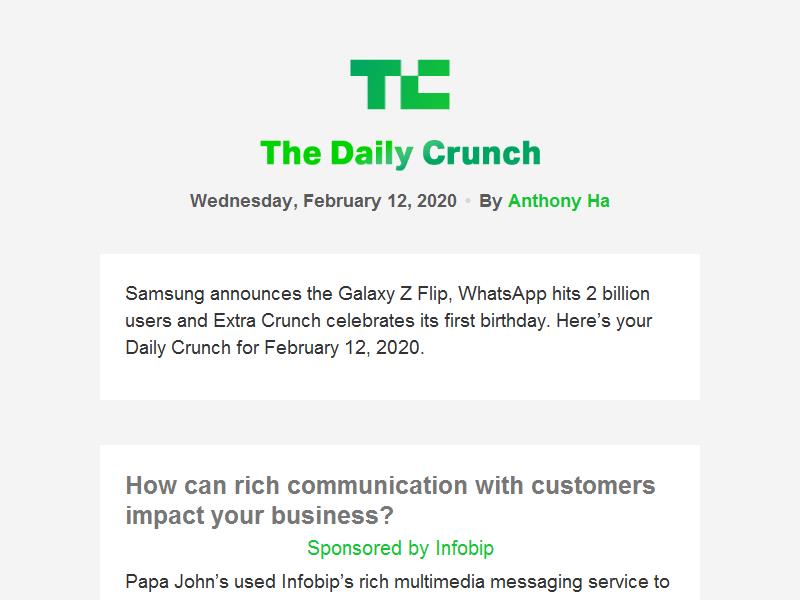 TC
The Daily Crunch
Wednesday, February 12, 2020 • By Anthony Ha
Samsung announces the Galaxy Z Flip, WhatsApp hits 2 billion
users and Extra Crunch celebrates its first birthday. Here’s your
Daily Crunch for February 12, 2020.
How can rich communication with customers
impact your business?
Sponsored by Infobip
Papa John’s used Infobip’s rich multimedia messaging service to